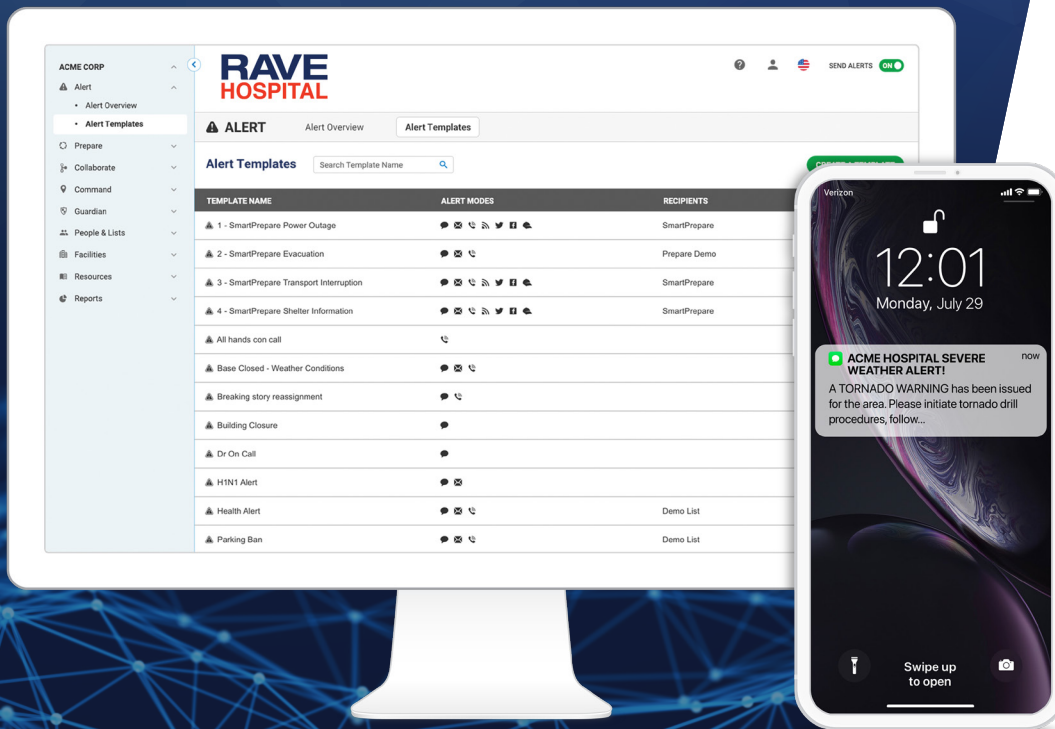 ACME CORP
Alert
• Alert Overview
• Alert Templates
Prepare
Collaborate
Command
Guardian
People & Lists
Facilities
Resources
Reports
RAVE
HOSPITAL
SEND ALERTS ON
ALERT Alert Overview Alert Templates
Alert Templates Search Template Name
CREATE A TEMPLATE
TEMPLATE NAME ALERT MODES RECIPIENTS
1 - SmartPrepare Power Outage SmartPrepare
2 - SmartPrepare Evacuation Prepare Demo
3 - SmartPrepare Transport Interruption SmartPrepare
4 - SmartPrepare Shelter Information SmartPrepare
All hands con call
Base Closed - Weather Conditions
Breaking story reassignment
Building Closure
Dr On Call
H1N1 Alert
Health Alert Demo List
Parking Ban Demo List
Verizon
12:01
Monday, July 29
ACME HOSPITAL SEVERE now
WEATHER ALERT!
A TORNADO WARNING has been issued
for the area. Please initiate tornado drill
procedures, follow...
Swipe up
to open